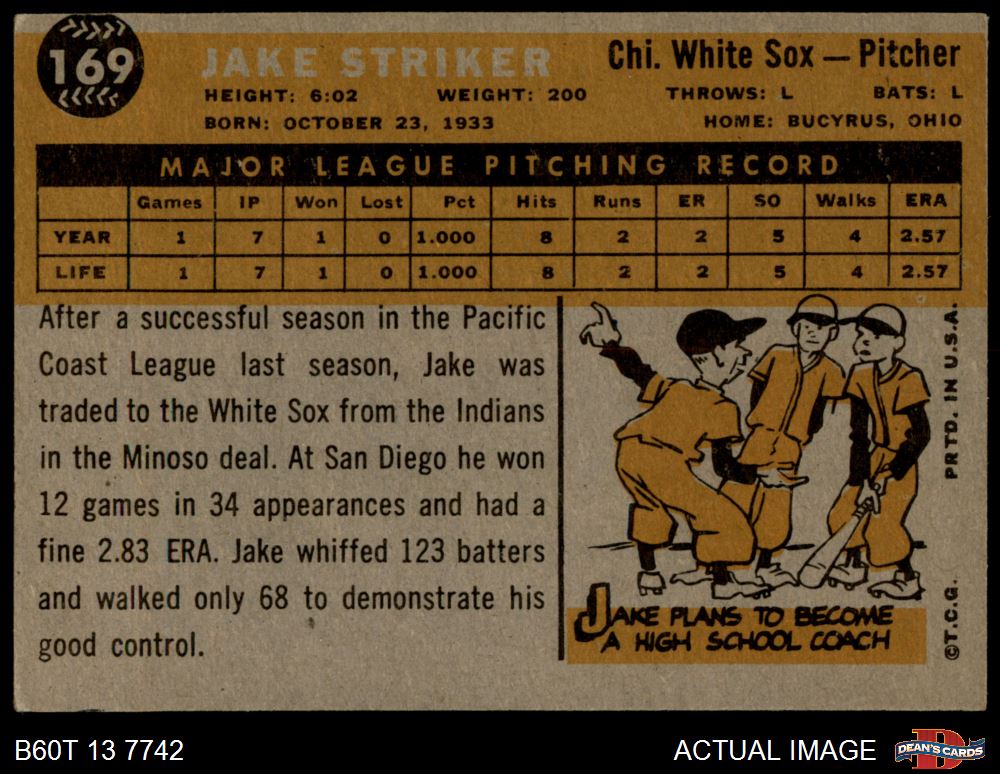 169
JAKE STRIKER
Chi. White Sox — Pitcher
HEIGHT: 6:02 WEIGHT: 200 THROWS: L BATS: L
BORN: OCTOBER 23, 1933 HOME: BUCYRUS, OHIO
MAJOR LEAGUE PITCHING RECORD
Games IP Won Lost Pct Hits Runs ER SO Walks ERA
YEAR 1 7 1 0 1.000 8 2 2 5 4 2.57
LIFE 1 7 1 0 1.000 8 2 2 5 4 2.57
After a successful season in the Pacific
Coast League last season, Jake was
traded to the White Sox from the Indians
in the Minoso deal. At San Diego he won
12 games in 34 appearances and had a
fine 2.83 ERA. Jake whiffed 123 batters
and walked only 68 to demonstrate his
good control.
JAKE PLANS TO BECOME
A HIGH SCHOOL COACH
©T.C.G. PRTD. IN U.S.A.
B60T 13 7742
ACTUAL IMAGE
D
DEAN'S CARDS